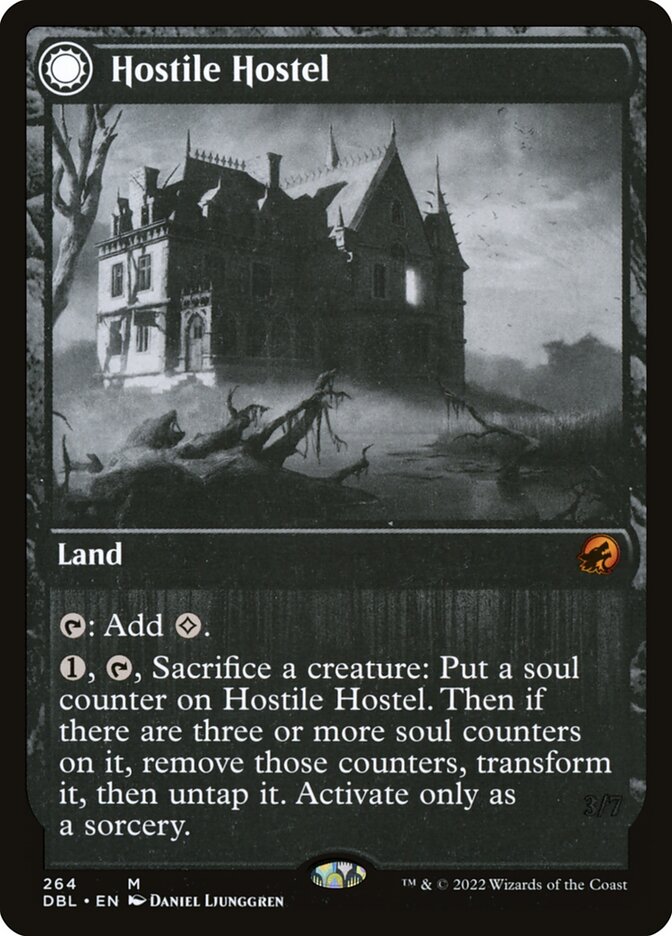 Hostile Hostel
Land
: Add .
1, , Sacrifice a creature: Put a soul
counter on Hostile Hostel. Then if
there are three or more soul counters
on it, remove those counters, transform
it, then untap it. Activate only as
a sorcery.
3/7
264 M
DBL • EN Daniel Ljunggren
™ & © 2022 Wizards of the Coast